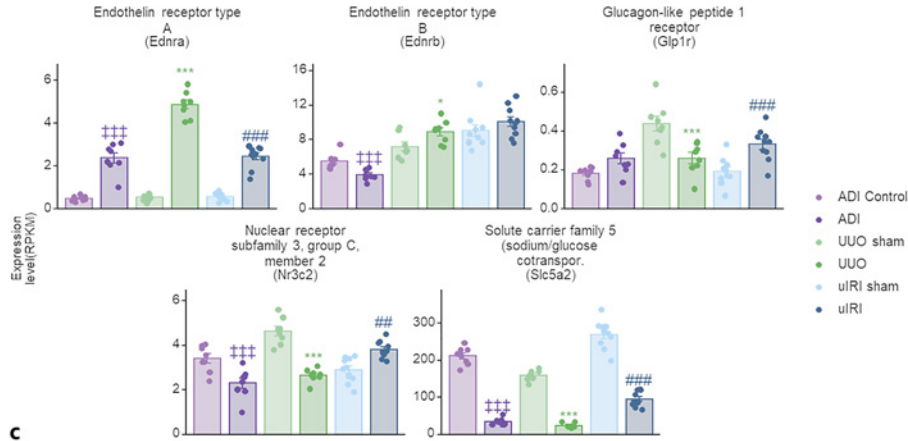 Endothelin receptor type
A
(Ednra)
Endothelin receptor type
B
(Ednrb)
Glucagon-like peptide 1
receptor
(Glp1r)
6
4
2
0
‡‡‡
***
###
16
12
8
4
0
‡‡‡
*
0.6
0.4
0.2
0.0
***
###
Expression
level(RPKM)
Nuclear receptor
subfamily 3, group C,
member 2
(Nr3c2)
Solute carrier family 5
(sodium/glucose
cotranspor.
(Slc5a2)
6
4
2
0
‡‡‡
***
##
300
200
100
0
‡‡‡
***
###
ADI Control
ADI
UUO sham
UUO
uIRI sham
uIRI
c